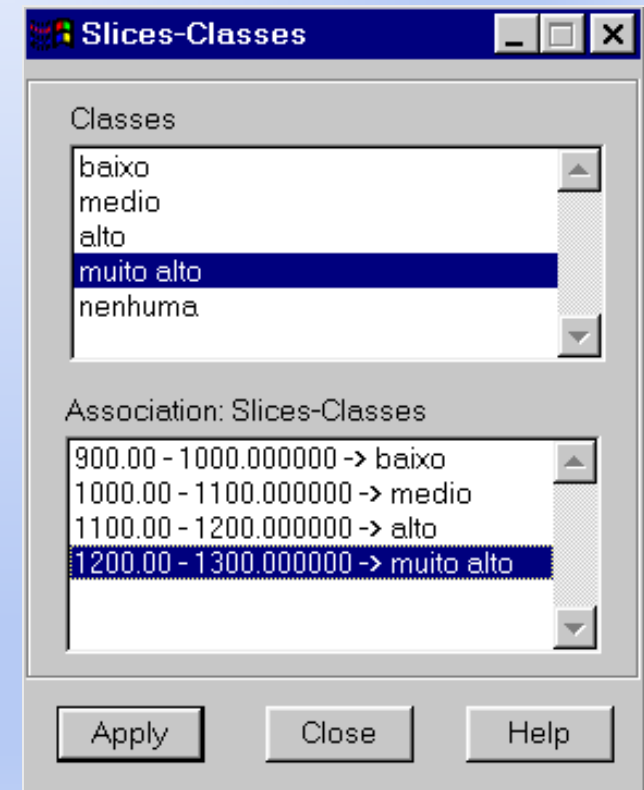 Slices-Classes
Classes
baixo
medio
alto
muito alto
nenhuma
Association: Slices-Classes
900.00 - 1000.000000 -> baixo
1000.00 - 1100.000000 -> medio
1100.00 - 1200.000000 -> alto
1200.00 - 1300.000000 -> muito alto
Apply Close Help